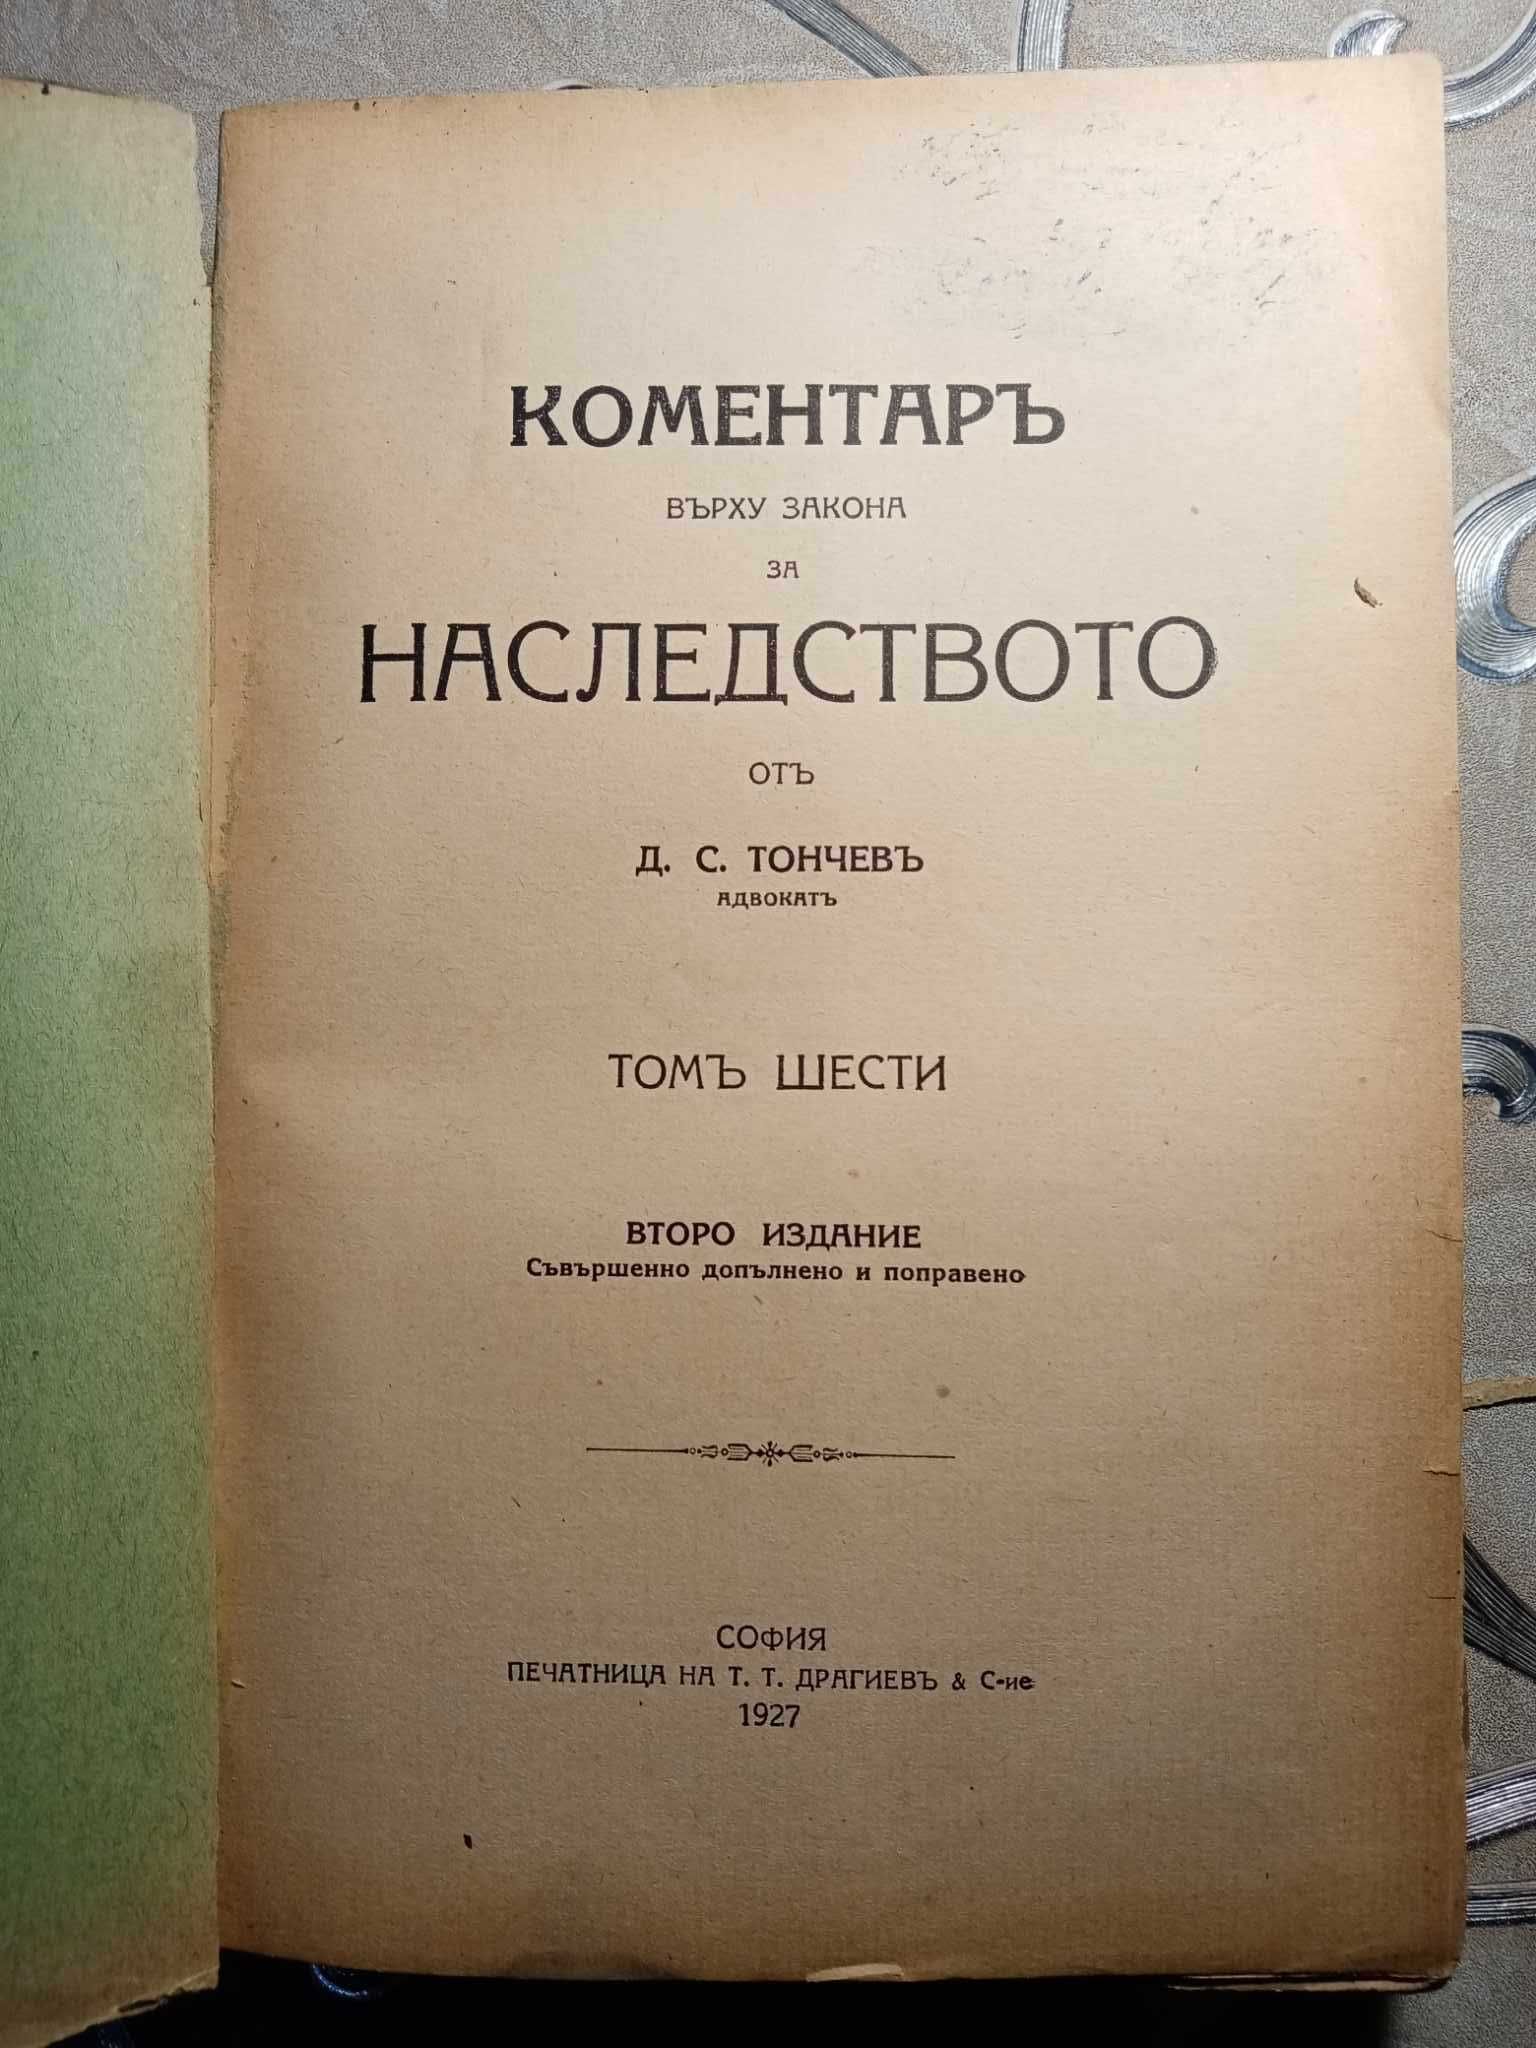 КОМЕНТАРЪ
ВЪРХУ ЗАКОНА
ЗА
НАСЛЕДСТВОТО
ОТЪ
Д. С. ТОНЧЕВЪ
АДВОКАТЪ
ТОМЪ ШЕСТИ
ВТОРО ИЗДАНИЕ
Съвършенно допълнено и поправено
СОФИЯ
ПЕЧАТНИЦА НА Т. Т. ДРАГИЕВЪ & С-ие
1927